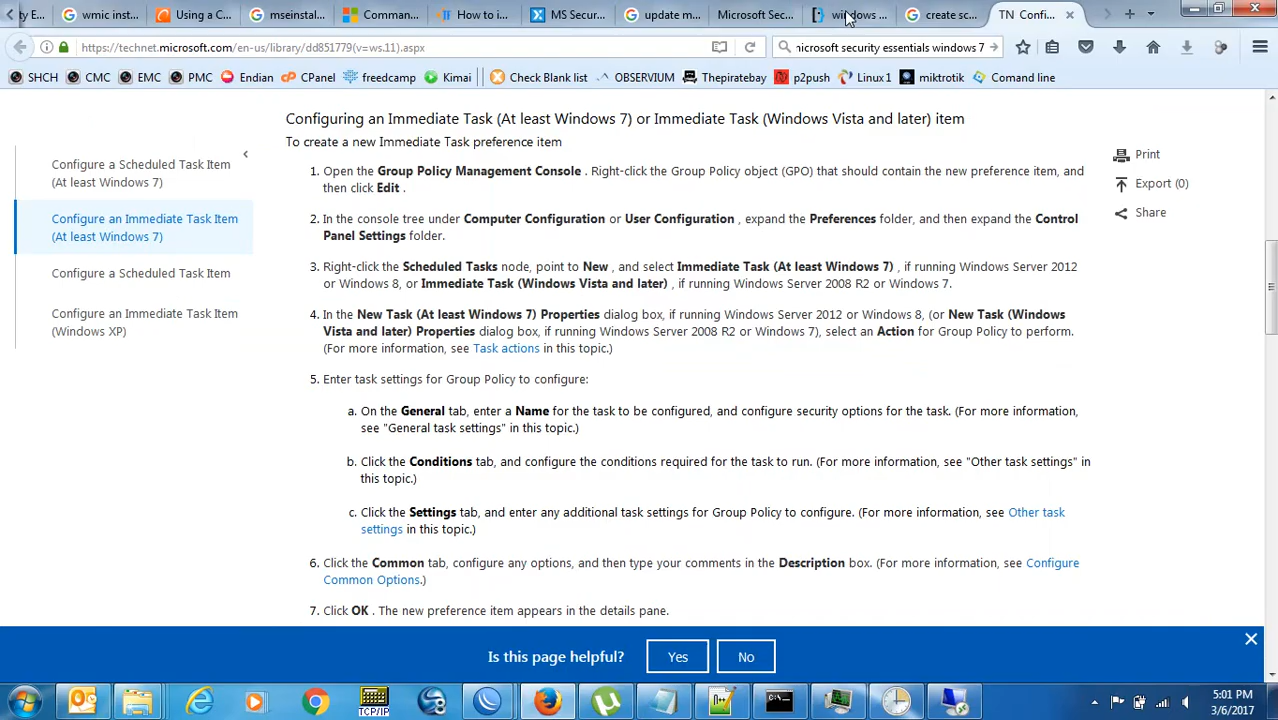 ty E...
wmic inst...
Using a C...
mseinstal...
Comman...
How to i...
MS Secur...
update m...
Microsoft Sec...
windows ...
create sc...
TN Confi...
https://technet.microsoft.com/en-us/library/dd851779(v=ws.11).aspx
nicrosoft security essentials windows 7
SHCH
CMC
EMC
PMC
Endian
CPanel
freedcamp
Kimai
Check Blank list
OBSERVIUM
Thepiratebay
p2push
Linux1
mikrotik
Comand line
Configure a Scheduled Task Item
(At least Windows 7)
Configure an Immediate Task Item
(At least Windows 7)
Configure a Scheduled Task Item
Configure an Immediate Task Item
(Windows XP)
Configuring an Immediate Task (At least Windows 7) or Immediate Task (Windows Vista and later) item
To create a new Immediate Task preference item
1. Open the Group Policy Management Console . Right-click the Group Policy object (GPO) that should contain the new preference item, and
then click Edit .
2. In the console tree under Computer Configuration or User Configuration , expand the Preferences folder, and then expand the Control
Panel Settings folder.
3. Right-click the Scheduled Tasks node, point to New , and select Immediate Task (At least Windows 7) , if running Windows Server 2012
or Windows 8, or Immediate Task (Windows Vista and later) , if running Windows Server 2008 R2 or Windows 7.
4. In the New Task (At least Windows 7) Properties dialog box, if running Windows Server 2012 or Windows 8, (or New Task (Windows
Vista and later) Properties dialog box, if running Windows Server 2008 R2 or Windows 7), select an Action for Group Policy to perform.
(For more information, see Task actions in this topic.)
5. Enter task settings for Group Policy to configure:
a. On the General tab, enter a Name for the task to be configured, and configure security options for the task. (For more information,
see "General task settings" in this topic.)
b. Click the Conditions tab, and configure the conditions required for the task to run. (For more information, see "Other task settings" in
this topic.)
c. Click the Settings tab, and enter any additional task settings for Group Policy to configure. (For more information, see Other task
settings in this topic.)
6. Click the Common tab, configure any options, and then type your comments in the Description box. (For more information, see Configure
Common Options.)
7. Click OK . The new preference item appears in the details pane.
Print
Export (0)
Share
Is this page helpful?
Yes
No
TCP/IP
5:01 PM
3/6/2017